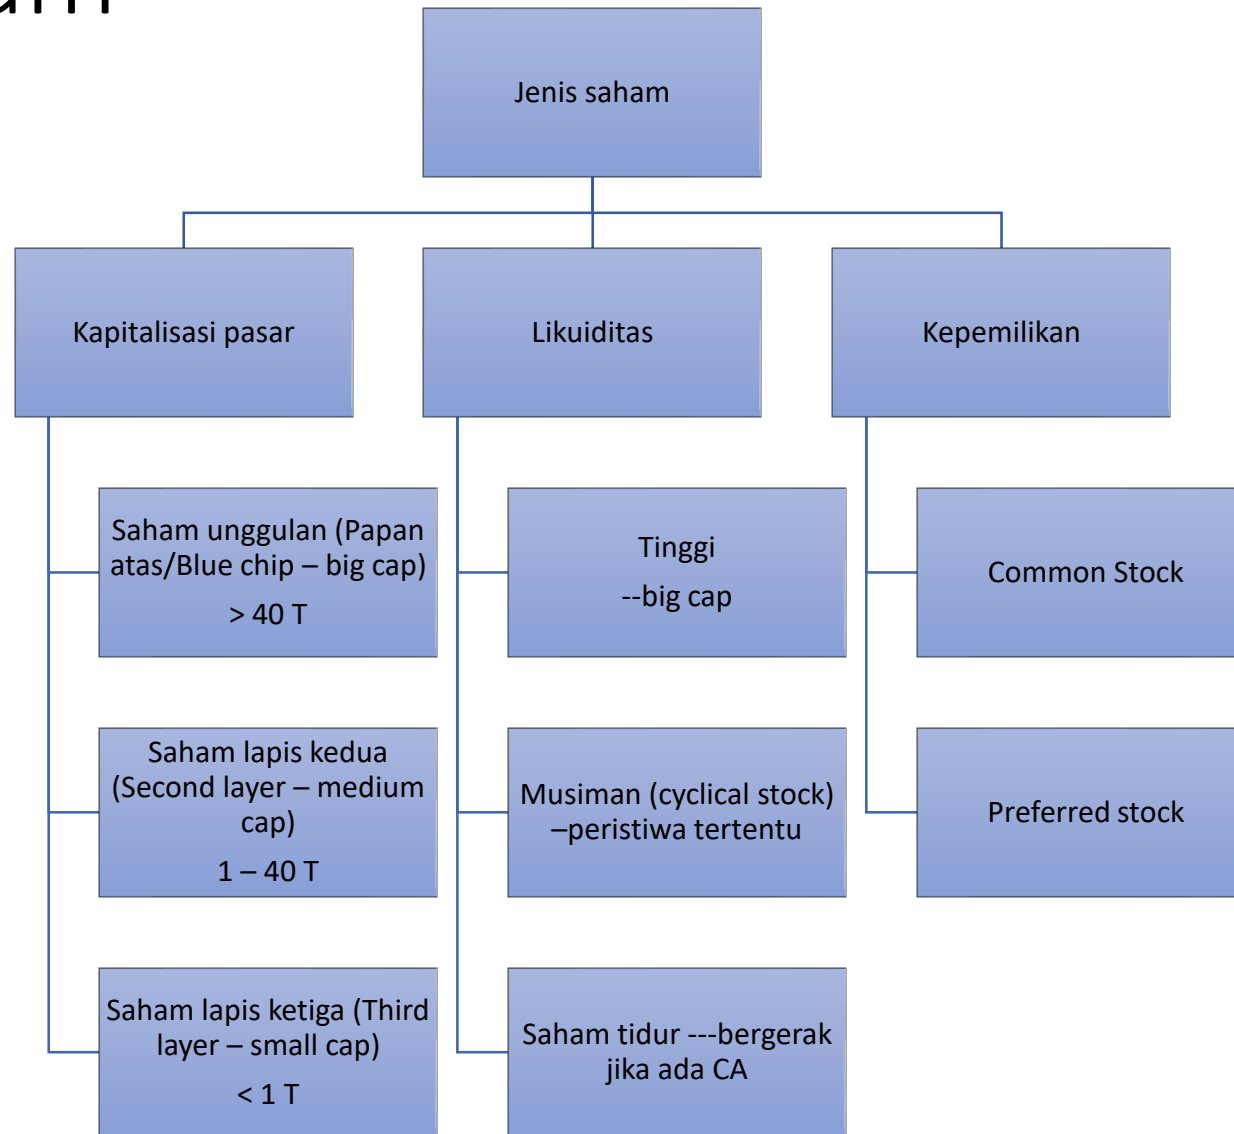 Jenis saham
Kapitalisasi pasar
Likuiditas
Kepemilikan
Saham unggulan (Papan
atas/Blue chip – big cap)
> 40 T
Tinggi
--big cap
Common Stock
Saham lapis kedua
(Second layer – medium
cap)
1 – 40 T
Musiman (cyclical stock)
–peristiwa tertentu
Preferred stock
Saham lapis ketiga (Third
layer – small cap)
< 1 T
Saham tidur ---bergerak
jika ada CA